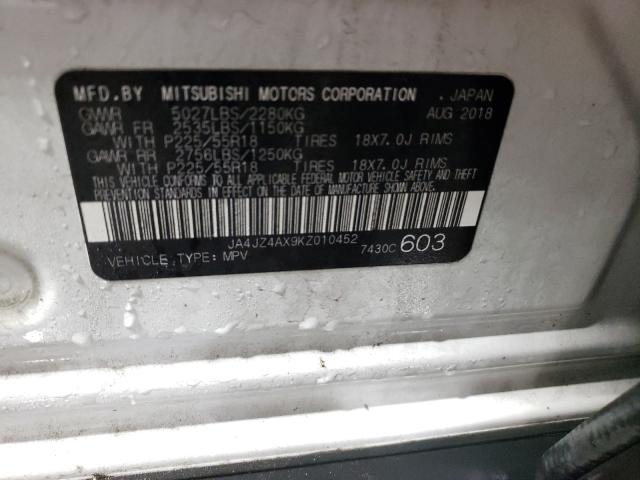 MFD.BY MITSUBISHI MOTORS CORPORATION . JAPAN
GVWR 5027LBS/2280KG AUG 2018
GAWR FR 2535LBS/1150KG
WITH P225/55R18 TIRES 18X7.0J RIMS
GAWR RR 2756LBS/1250KG
WITH P225/55R18 TIRES 18X7.0J RIMS
THIS VEHICLE CONFORMS TO ALL APPLICABLE FEDERAL MOTOR VEHICLE SAFETY AND THEFT
PREVENTION STANDARDS IN EFFECT ON THE DATE OF MANUFACTURE SHOWN ABOVE.
JA4JZ4AX9KZ010452
VEHICLE TYPE: MPV 7430C 603